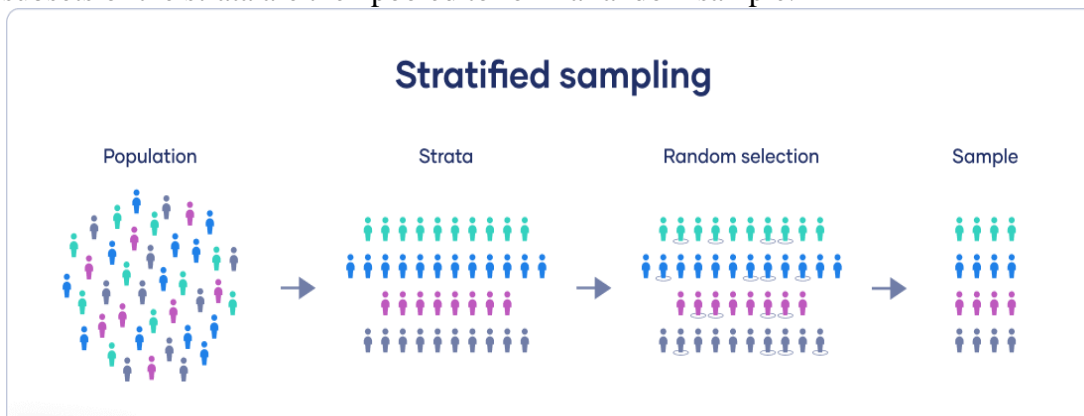 Stratified sampling
Population
Strata
Random selection
Sample